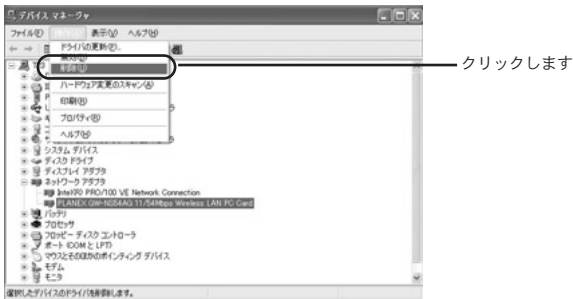 デバイス マネージャ
ファイル(F) 表示(V) ヘルプ(H)
ドライバの更新(P)...
無効(D)
削除(U)
クリックします
ハードウェア変更のスキャン(A)
印刷(R)
プロパティ(R)
ヘルプ(H)
システム デバイス
ディスク ドライブ
ディスプレイ アダプタ
ネットワーク アダプタ
Intel(R) PRO/100 VE Network Connection
PLANEX GW-NS54AG 11/54Mbps Wireless LAN PC Card
バッテリ
プロセッサ
フロッピー ディスク コントローラ
ポート (COM と LPT)
マウスとそのほかのポインティング デバイス
モデム
モニタ
選択したデバイスのドライバを削除します。